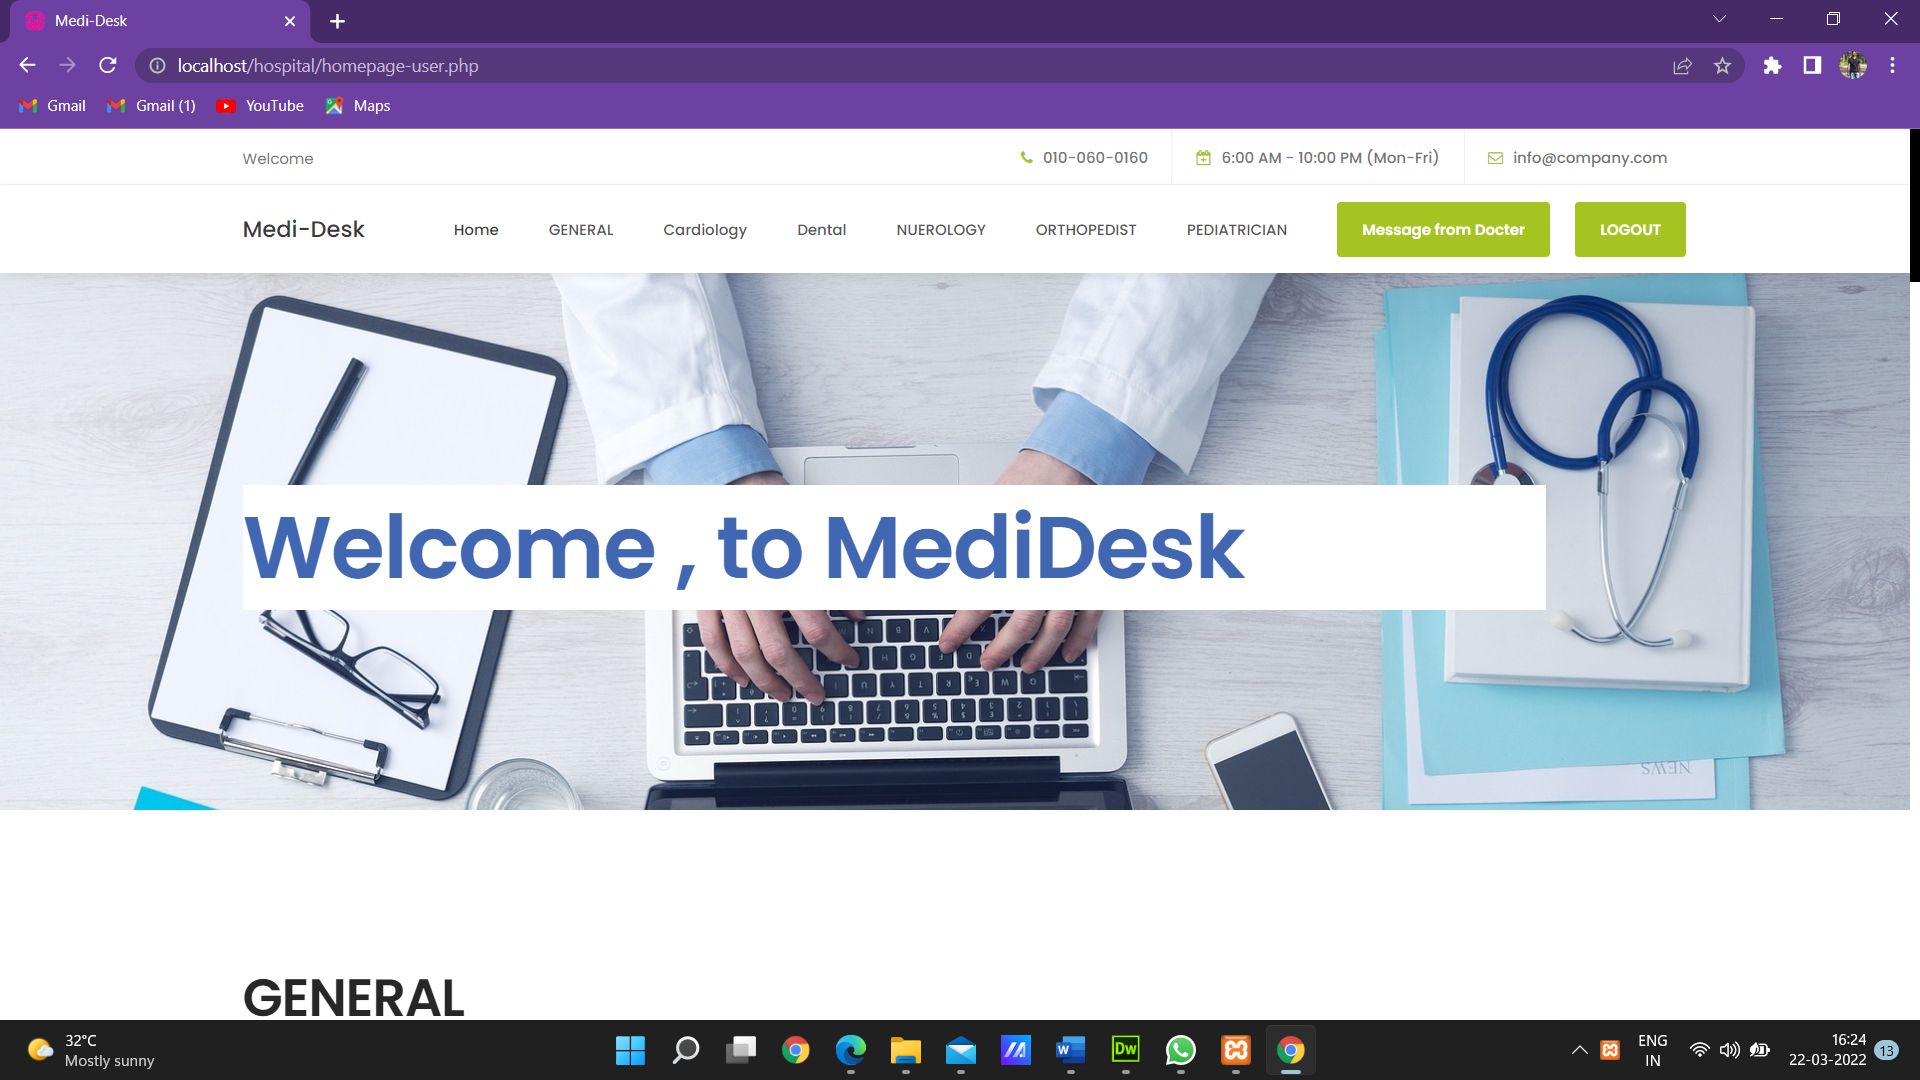 Medi-Desk
localhost/hospital/homepage-user.php
Gmail
Gmail (1)
YouTube
Maps
Welcome
010-060-0160
6:00 AM - 10:00 PM (Mon-Fri)
info@company.com
Medi-Desk
Home
GENERAL
Cardiology
Dental
NUEROLOGY
ORTHOPEDIST
PEDIATRICIAN
Message from Docter
LOGOUT
Welcome , to MediDesk
NEWS
GENERAL
32°C
Mostly sunny
W
Dw
ENG
IN
16:24
22-03-2022
13